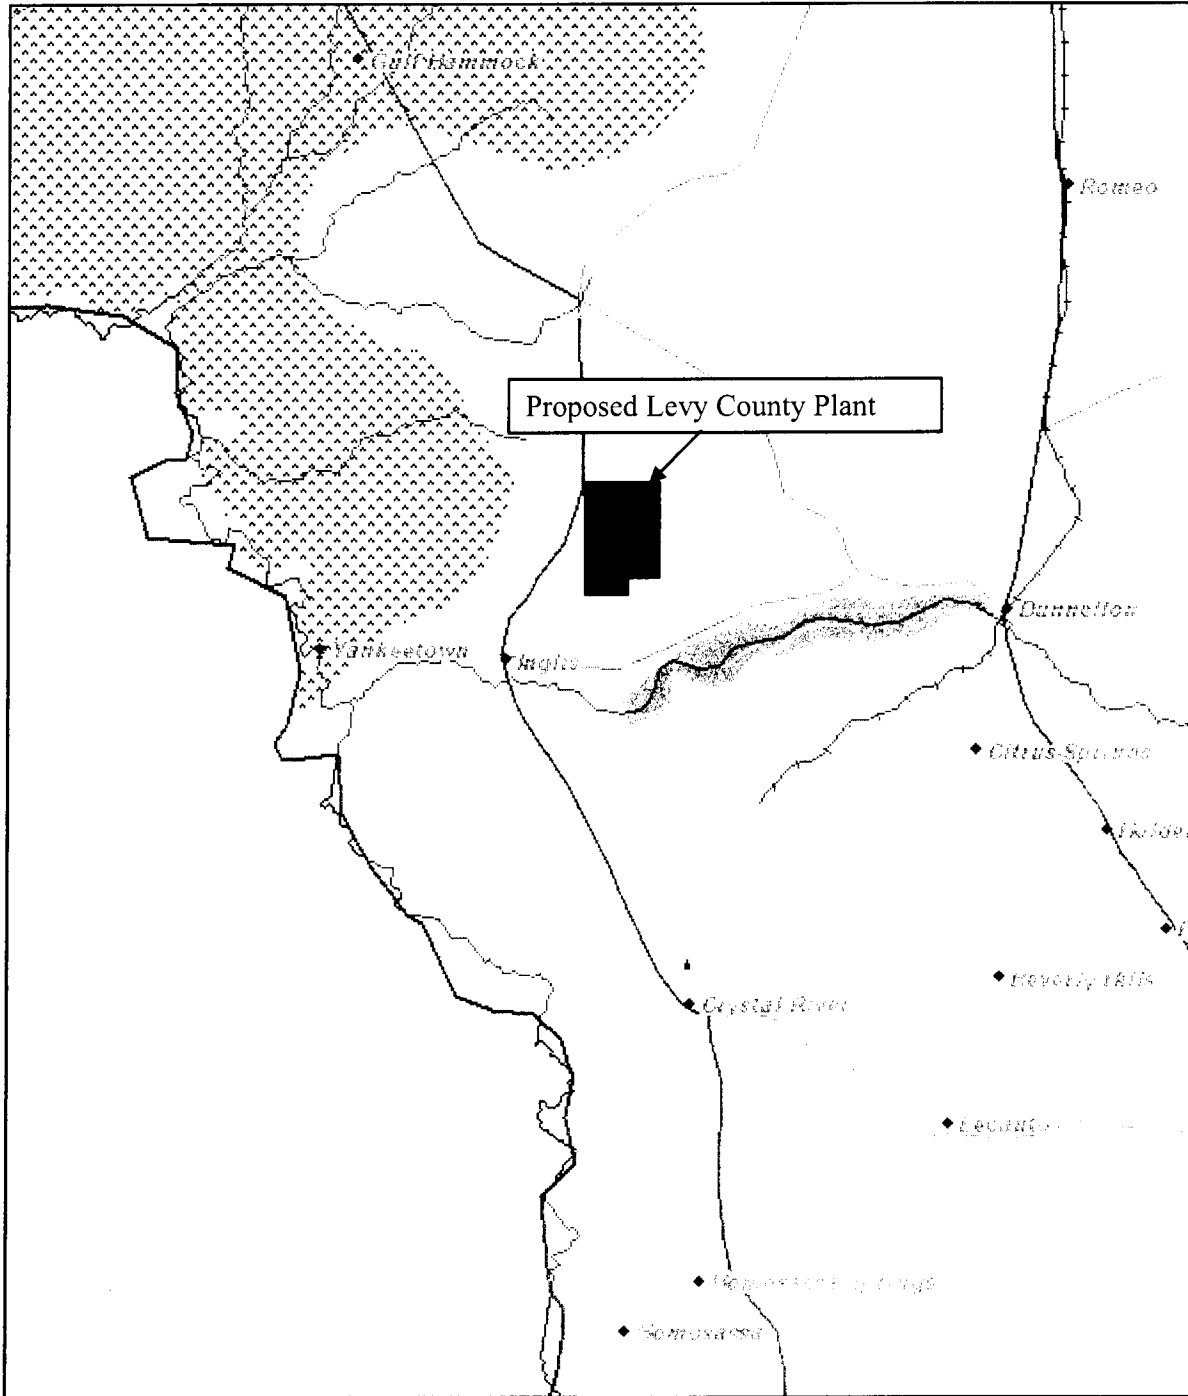 Gulf Hammock
Romeo
Proposed Levy County Plant
Dunnellon
Yankeetown
Inglis
Citrus Springs
Beverly Hills
Crystal River
Homosassa